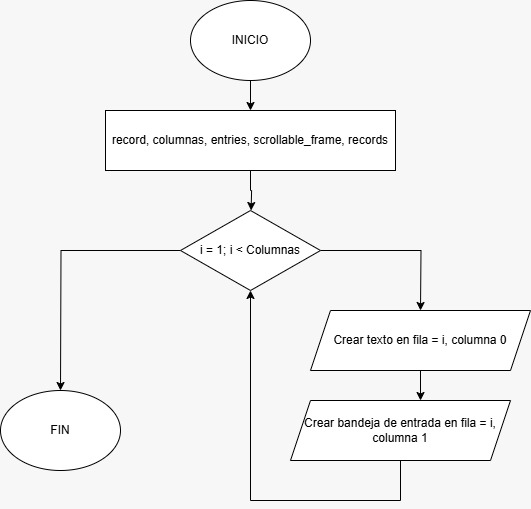 INICIO
record, columnas, entries, scrollable_frame, records
i = 1; i < Columnas
Crear texto en fila = i, columna 0
Crear bandeja de entrada en fila = i,
columna 1
FIN